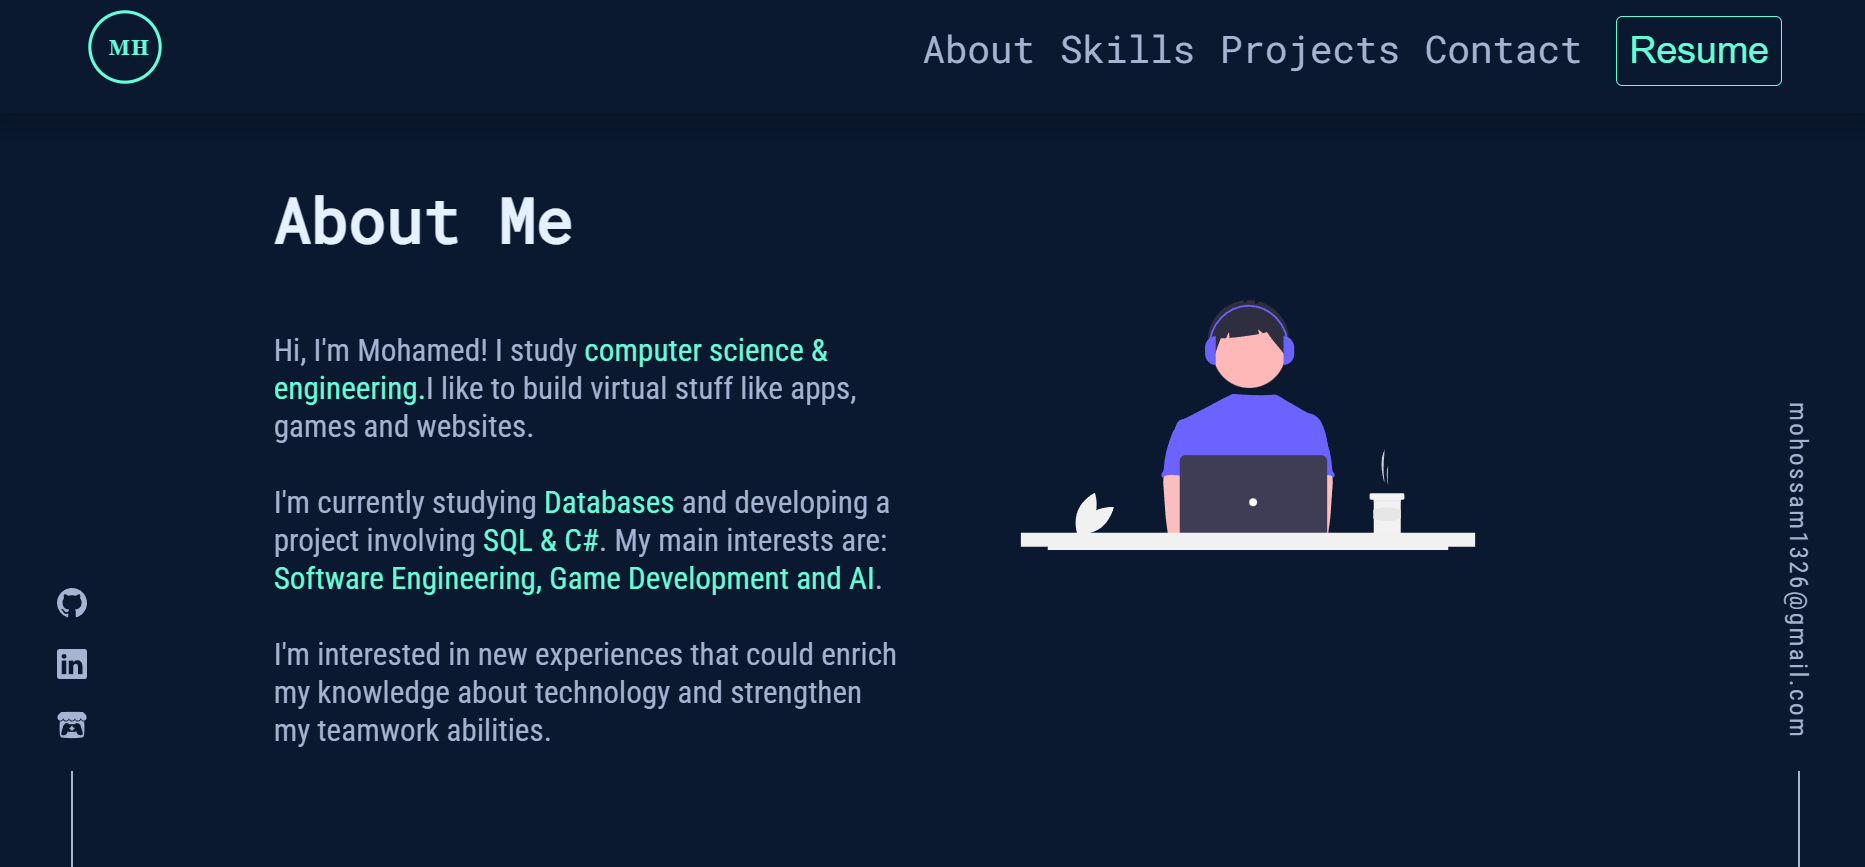 MH
About Skills Projects Contact Resume
About Me
Hi, I'm Mohamed! I study computer science &
engineering.I like to build virtual stuff like apps,
games and websites.
I'm currently studying Databases and developing a
project involving SQL & C#. My main interests are:
Software Engineering, Game Development and AI.
I'm interested in new experiences that could enrich
my knowledge about technology and strengthen
my teamwork abilities.
in
mohossam1326@gmail.com